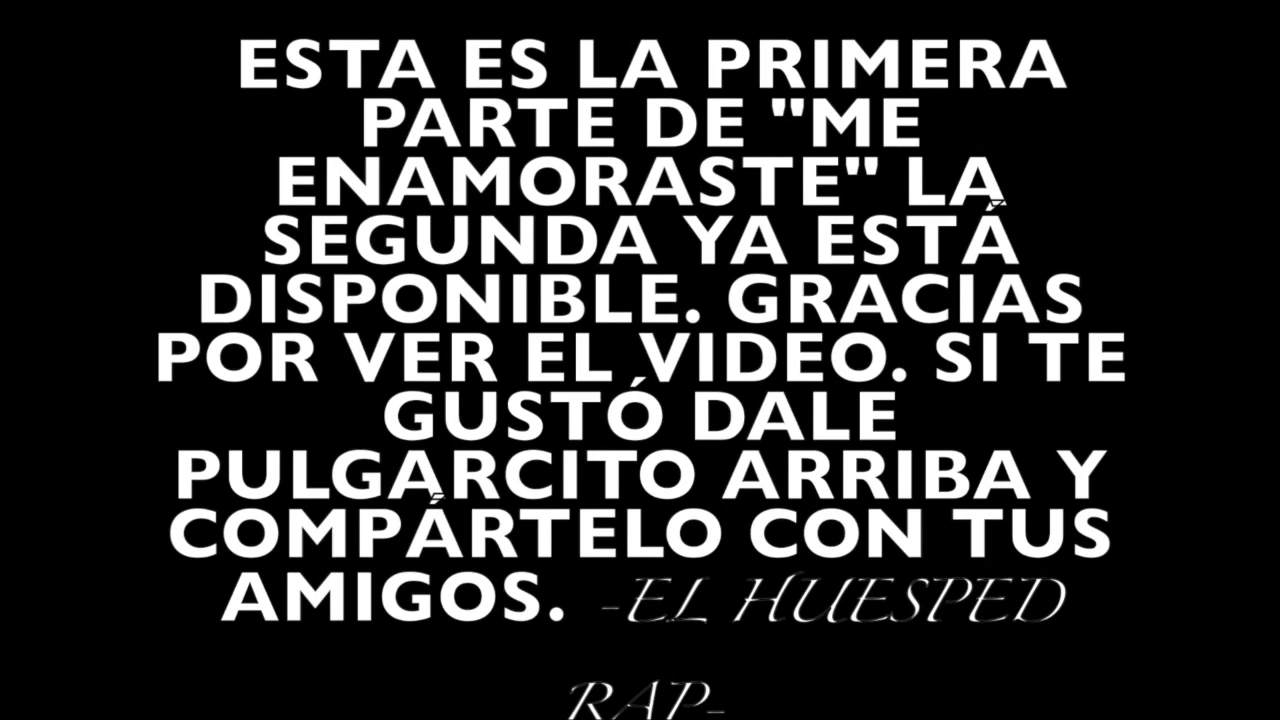 ESTA ES LA PRIMERA
PARTE DE "ME
ENAMORASTE" LA
SEGUNDA YA ESTÁ
DISPONIBLE. GRACIAS
POR VER EL VIDEO. SI TE
GUSTÓ DALE
PULGARCITO ARRIBA Y
COMPÁRTELO CON TUS
AMIGOS. -EL HUESPED
RAP-